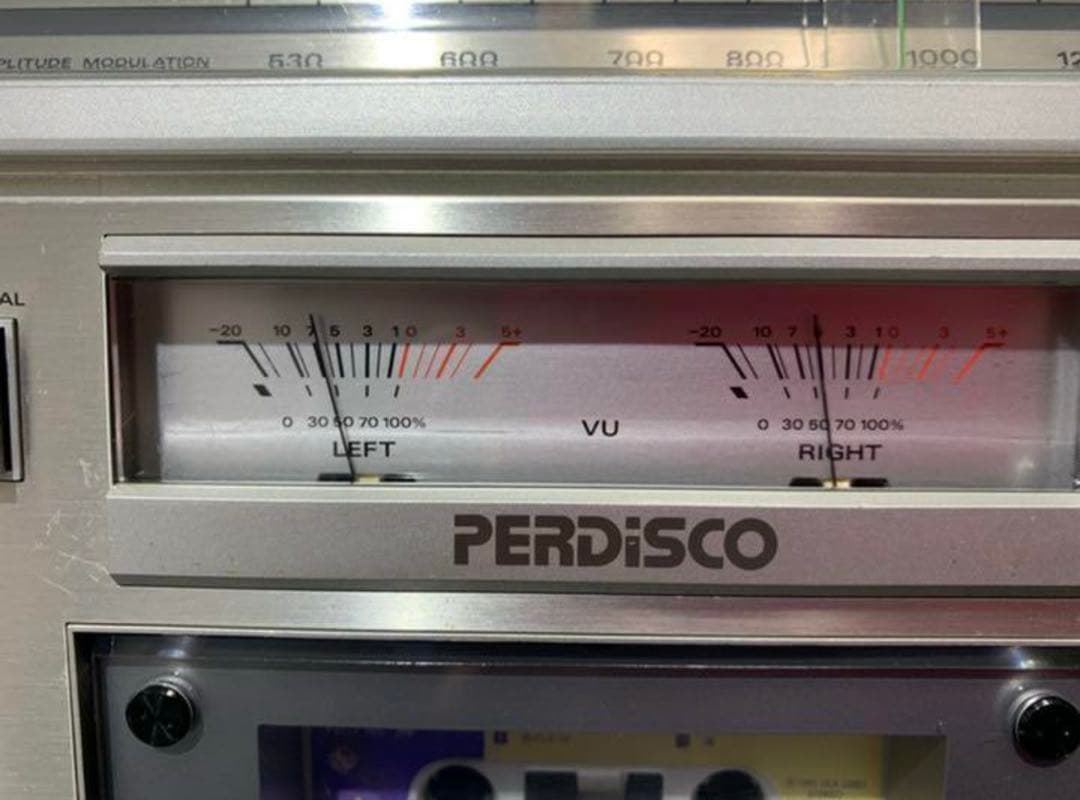 PLITUDE MODULATION 530 600 700 800 1000 12
AL
-20 10 7 5 3 1 0 3 5+
-20 10 7 5 3 1 0 3 5+
0 30 50 70 100%
0 30 50 70 100%
VU
LEFT
RIGHT
PERDiSCO